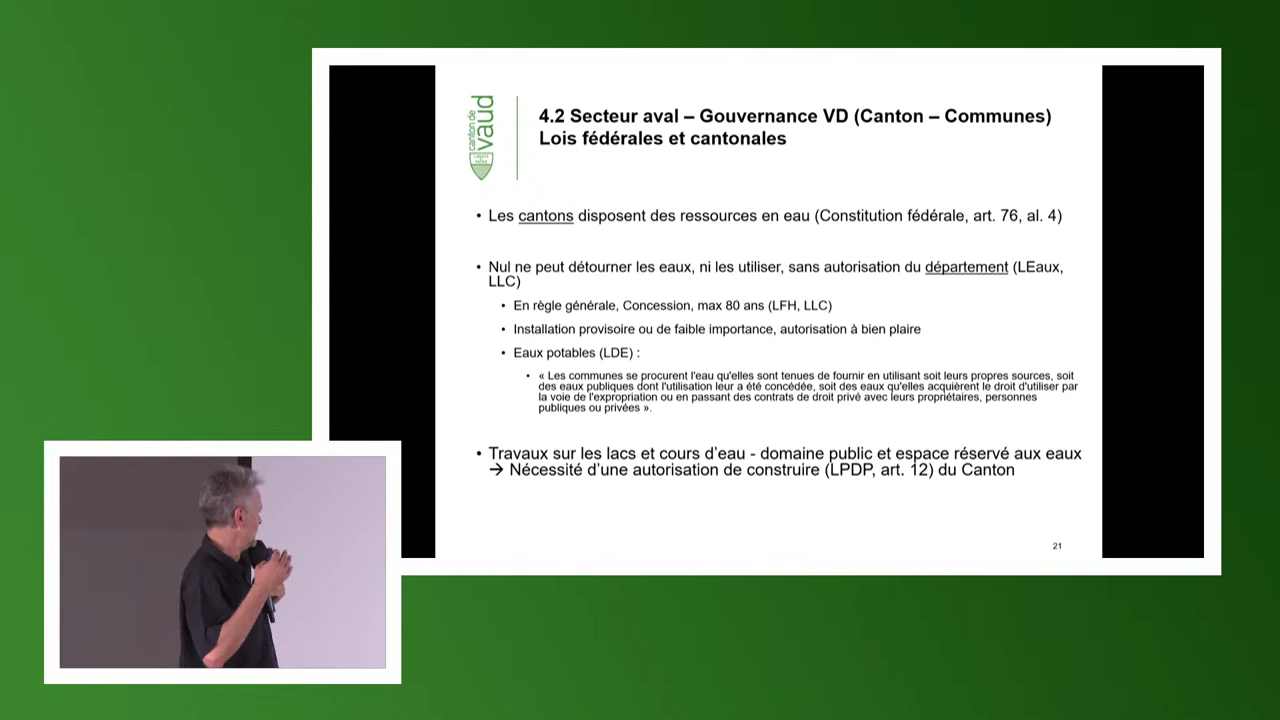 canton de
vaud
4.2 Secteur aval – Gouvernance VD (Canton – Communes)
Lois fédérales et cantonales
• Les cantons disposent des ressources en eau (Constitution fédérale, art. 76, al. 4)
• Nul ne peut détourner les eaux, ni les utiliser, sans autorisation du département (LEaux,
LLC)
• En règle générale, Concession, max 80 ans (LFH, LLC)
• Installation provisoire ou de faible importance, autorisation à bien plaire
• Eaux potables (LDE) :
• « Les communes se procurent l'eau qu'elles sont tenues de fournir en utilisant soit leurs propres sources, soit
des eaux publiques dont l'utilisation leur a été concédée, soit des eaux qu'elles acquièrent le droit d'utiliser par
la voie de l'expropriation ou en passant des contrats de droit privé avec leurs propriétaires, personnes
publiques ou privées ».
• Travaux sur les lacs et cours d’eau - domaine public et espace réservé aux eaux
→ Nécessité d’une autorisation de construire (LPDP, art. 12) du Canton
21